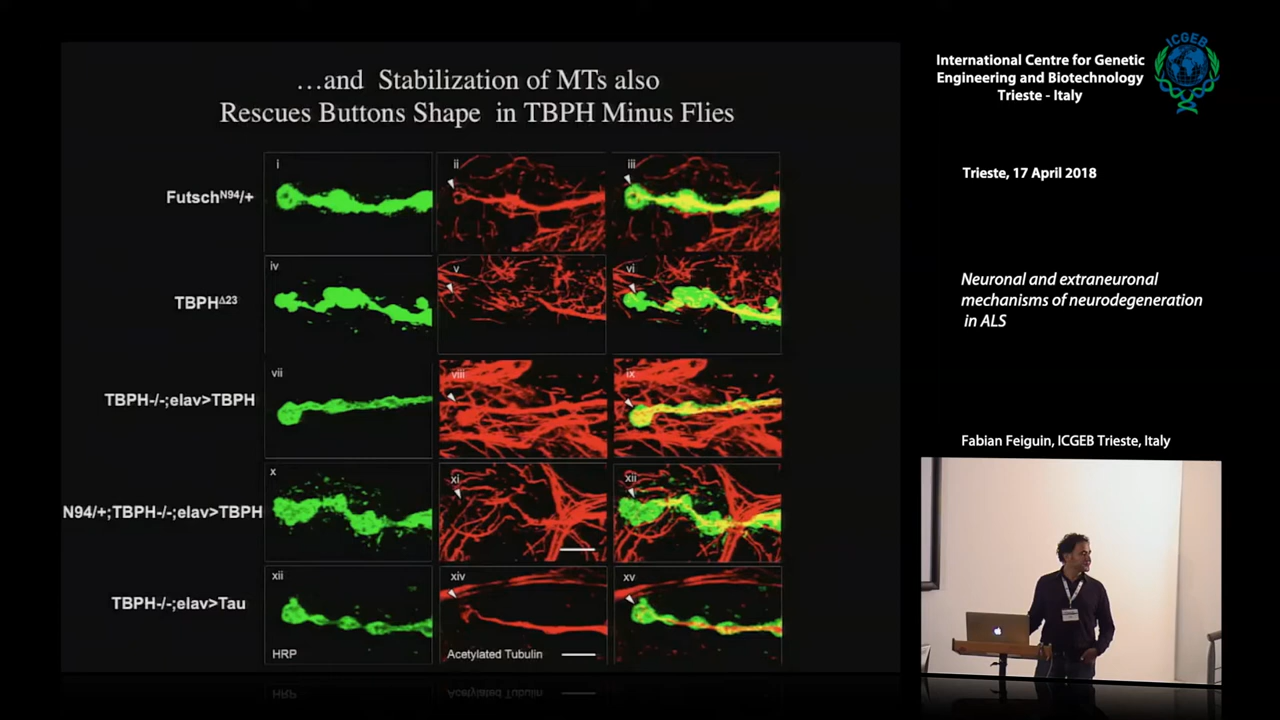 …and Stabilization of MTs also
Rescues Buttons Shape in TBPH Minus Flies
Futschᴺ⁹⁴/+
i
ii
iii
TBPHᐞ²³
iv
v
vi
TBPH-/-;elav>TBPH
vii
viii
ix
N94/+;TBPH-/-;elav>TBPH
x
xi
xii
TBPH-/-;elav>Tau
xii
xiv
xv
HRP
Acetylated Tubulin
International Centre for Genetic
Engineering and Biotechnology
Trieste - Italy
ICGEB
Trieste, 17 April 2018
Neuronal and extraneuronal
mechanisms of neurodegeneration
in ALS
Fabian Feiguin, ICGEB Trieste, Italy